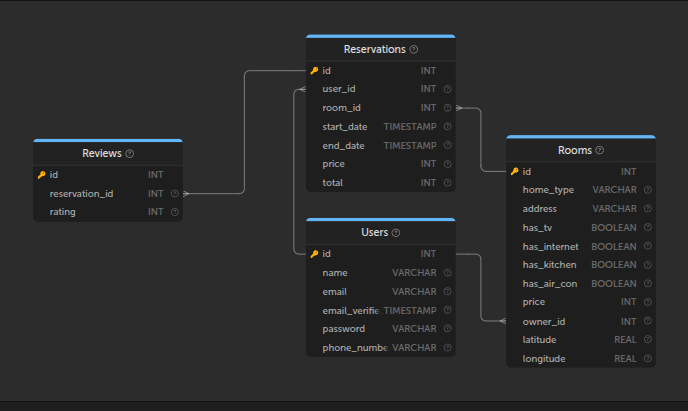 Reservations
id INT
user_id INT
room_id INT
start_date TIMESTAMP
end_date TIMESTAMP
price INT
total INT
Reviews
id INT
reservation_id INT
rating INT
Rooms
id INT
home_type VARCHAR
address VARCHAR
has_tv BOOLEAN
has_internet BOOLEAN
has_kitchen BOOLEAN
has_air_con BOOLEAN
price INT
owner_id INT
latitude REAL
longitude REAL
Users
id INT
name VARCHAR
email VARCHAR
email_verifie TIMESTAMP
password VARCHAR
phone_numbe VARCHAR